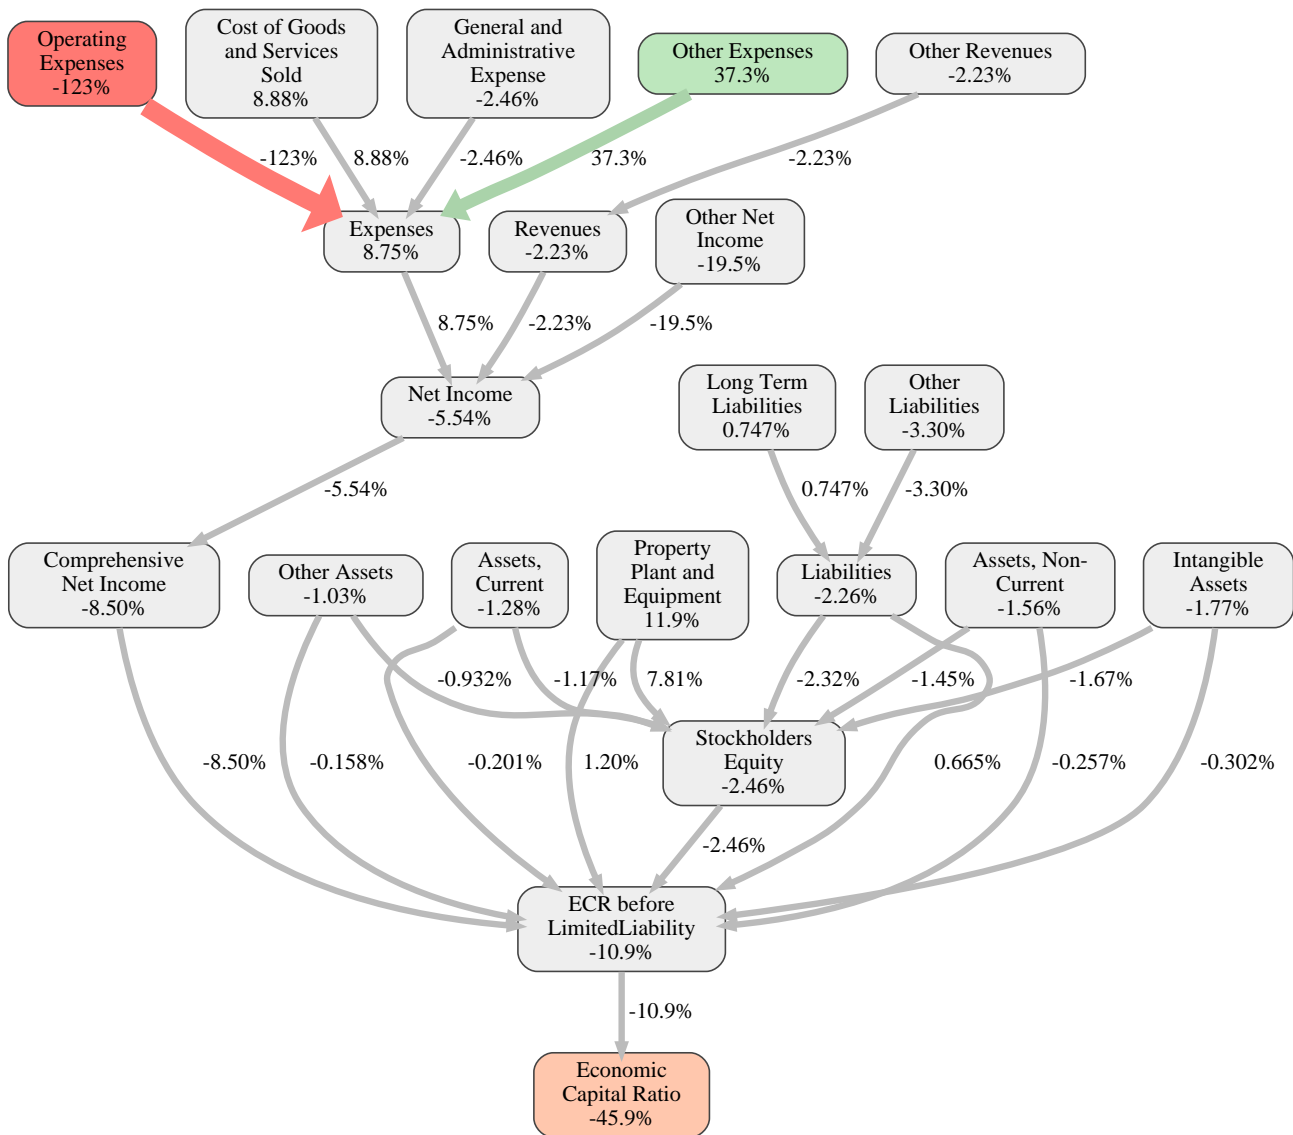 Operating
Expenses
-123%
Cost of Goods
and Services
Sold
8.88%
General and
Administrative
Expense
-2.46%
Other Expenses
37.3%
Other Revenues
-2.23%
-123%
8.88%
-2.46%
37.3%
-2.23%
Expenses
8.75%
Revenues
-2.23%
Other Net
Income
-19.5%
8.75%
-2.23%
-19.5%
Net Income
-5.54%
Long Term
Liabilities
0.747%
Other
Liabilities
-3.30%
-5.54%
0.747%
-3.30%
Comprehensive
Net Income
-8.50%
Other Assets
-1.03%
Assets,
Current
-1.28%
Property
Plant and
Equipment
11.9%
Liabilities
-2.26%
Assets, Non-
Current
-1.56%
Intangible
Assets
-1.77%
-0.932%
-1.17%
7.81%
-2.32%
-1.45%
-1.67%
Stockholders
Equity
-2.46%
-8.50%
-0.158%
-0.201%
1.20%
0.665%
-0.257%
-0.302%
-2.46%
ECR before
LimitedLiability
-10.9%
-10.9%
Economic
Capital Ratio
-45.9%